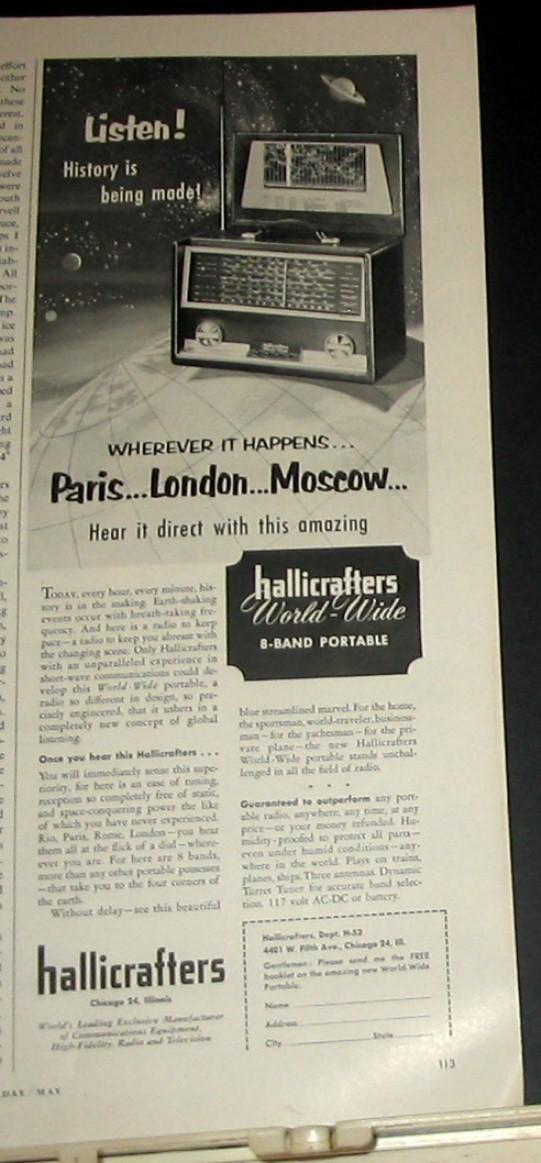 Listen!
History is
being made!
WHEREVER IT HAPPENS...
Paris...London...Moscow...
Hear it direct with this amazing
hallicrafters
World-Wide
8-BAND PORTABLE
TODAY, every hour, every minute, his-
tory is in the making. Earth-shaking
events occur with breath-taking fre-
quency. And here is a radio to keep
pace—a radio to keep you abreast with
the changing scene. Only Hallicrafters
with an unparalleled experience in
short-wave communications could de-
velop this World-Wide portable, a
radio so different in design, so pre-
cisely engineered, that it ushers in a
completely new concept of global
listening.
Once you hear this Hallicrafters . . .
You will immediately sense this supe-
riority, for here is ease of tuning,
reception so completely free of static,
and space-conquering power the like
of which you have never experienced.
Rio, Paris, Rome, London—you hear
them all at the flick of a dial—where-
ever you are. For here are 8 bands,
more than any other portable possesses
—that take you to the four corners of
the earth.
Without delay—see this beautiful
blue streamlined marvel. For the home,
the sportsman, world-traveler, business-
man—for the yachtsman—for the pri-
vate plane—the new Hallicrafters
World-Wide portable stands unchal-
lenged in all the field of radio.
Guaranteed to outperform any port-
able radio, anywhere, any time, at any
price—or your money refunded. Hu-
midity-proofed to protect all parts—
even under humid conditions—any-
where in the world. Plays on trains,
planes, ships. Three antennas. Dynamic
Turret Tuner for accurate band selec-
tion. 117 volt AC-DC or battery.
hallicrafters
Chicago 24, Illinois
World's Leading Exclusive Manufacturer
of Communications Equipment,
High-Fidelity, Radio and Television
Hallicrafters, Dept. H-53
4401 W. Fifth Ave., Chicago 24, Ill.
Gentlemen: Please send me the FREE
booklet on the amazing new World-Wide
Portable.
Name
Address
City State
113
DAY / MAY